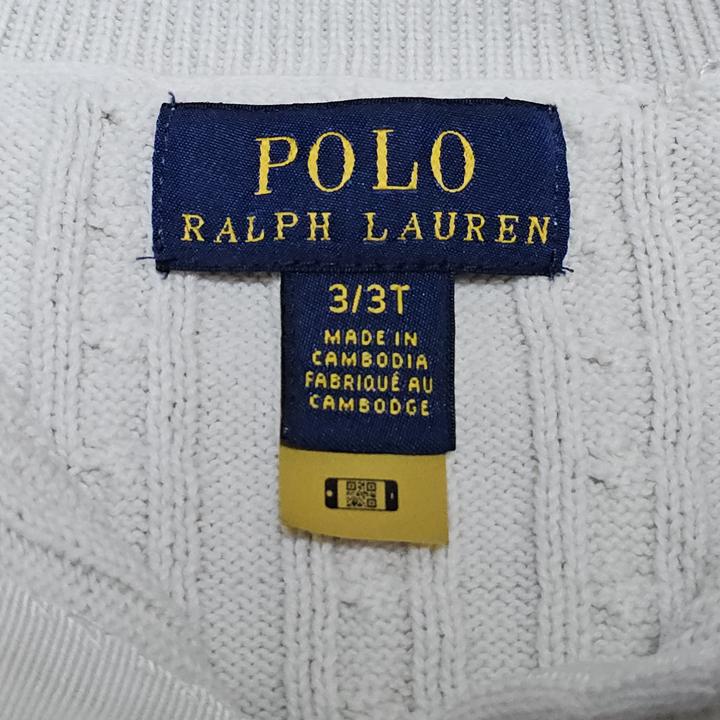 POLO
RALPH LAUREN
3/3T
MADE IN
CAMBODIA
FABRIQUÉ AU
CAMBODGE